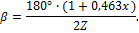 β = 180° · (1 + 0,463x) / 2Z.